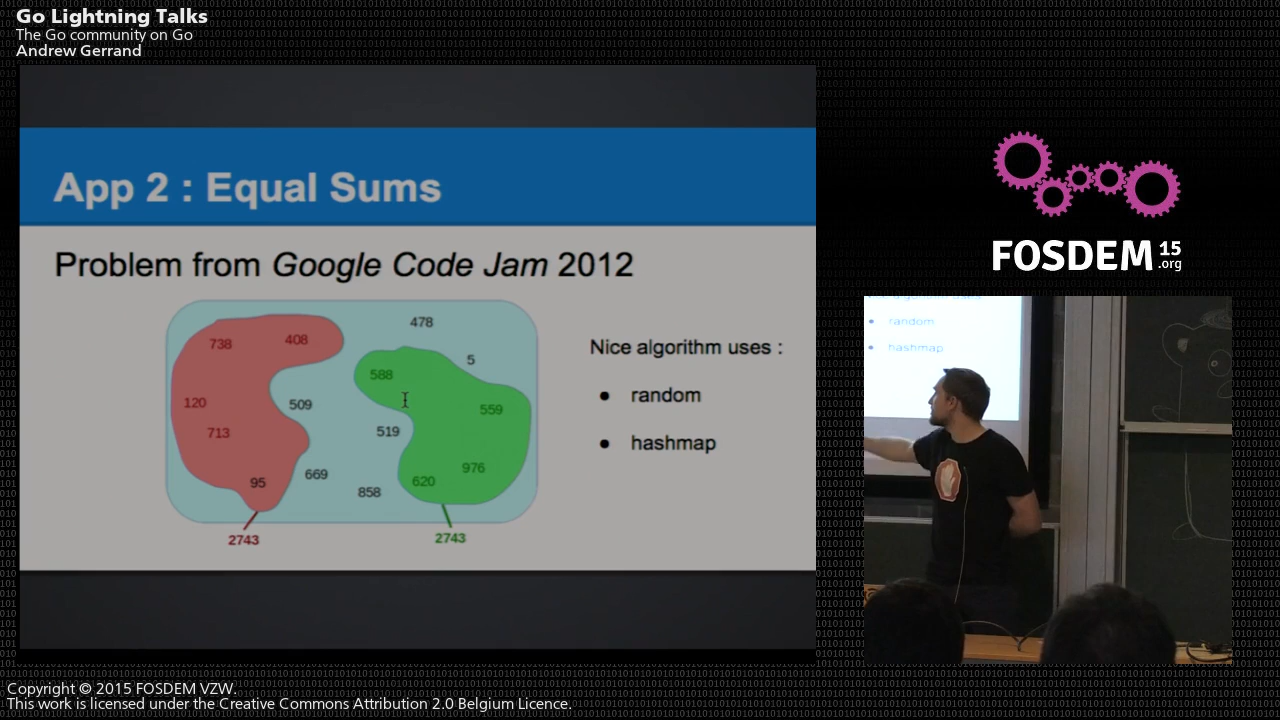 Go Lightning Talks
The Go community on Go
Andrew Gerrand
App 2 : Equal Sums
Problem from Google Code Jam 2012
738
408
478
588
5
120
509
559
713
519
95
669
858
620
976
2743
2743
Nice algorithm uses :
● random
● hashmap
FOSDEM 15
.org
Nice algorithm uses
• random
• hashmap
Copyright © 2015 FOSDEM VZW.
This work is licensed under the Creative Commons Attribution 2.0 Belgium Licence.